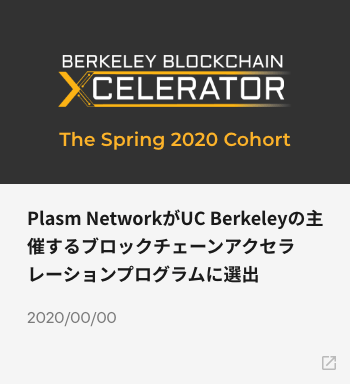 BERKELEY BLOCKCHAIN
XCELERATOR
The Spring 2020 Cohort
Plasm NetworkがUC Berkeleyの主
催するブロックチェーンアクセラ
レーションプログラムに選出
2020/00/00